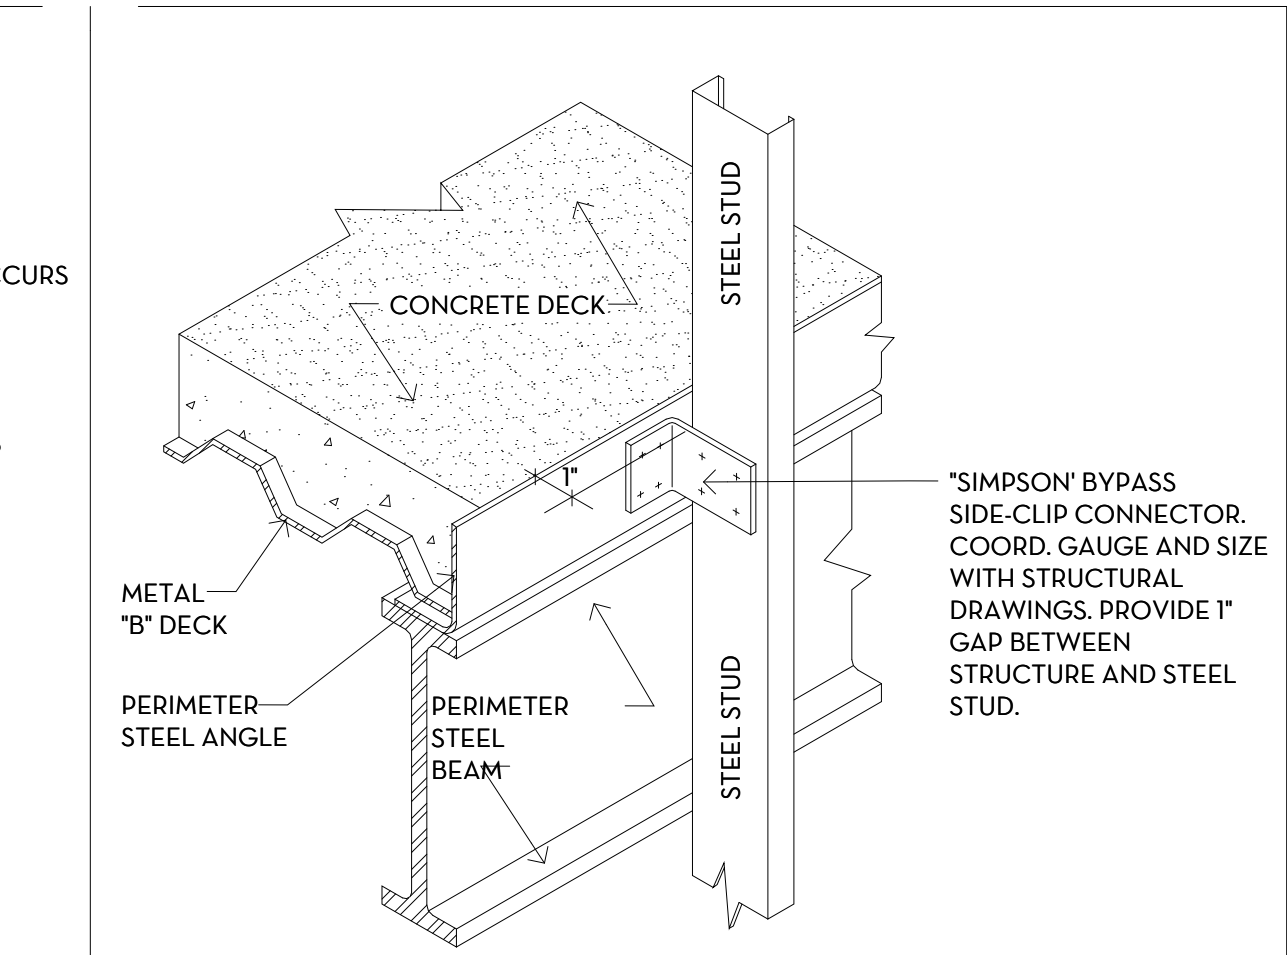 STEEL STUD
CONCRETE DECK
1"
"SIMPSON' BYPASS
SIDE-CLIP CONNECTOR.
COORD. GAUGE AND SIZE
WITH STRUCTURAL
DRAWINGS. PROVIDE 1"
GAP BETWEEN
STRUCTURE AND STEEL
STUD.
METAL
"B" DECK
PERIMETER
STEEL ANGLE
PERIMETER
STEEL
BEAM
STEEL STUD